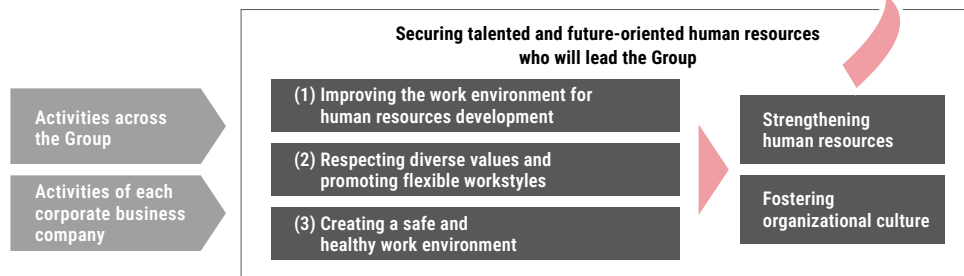 Securing talented and future-oriented human resources
who will lead the Group
Activities across
the Group
Activities of each
corporate business
company
(1) Improving the work environment for
human resources development
(2) Respecting diverse values and
promoting flexible workstyles
(3) Creating a safe and
healthy work environment
Strengthening
human resources
Fostering
organizational culture